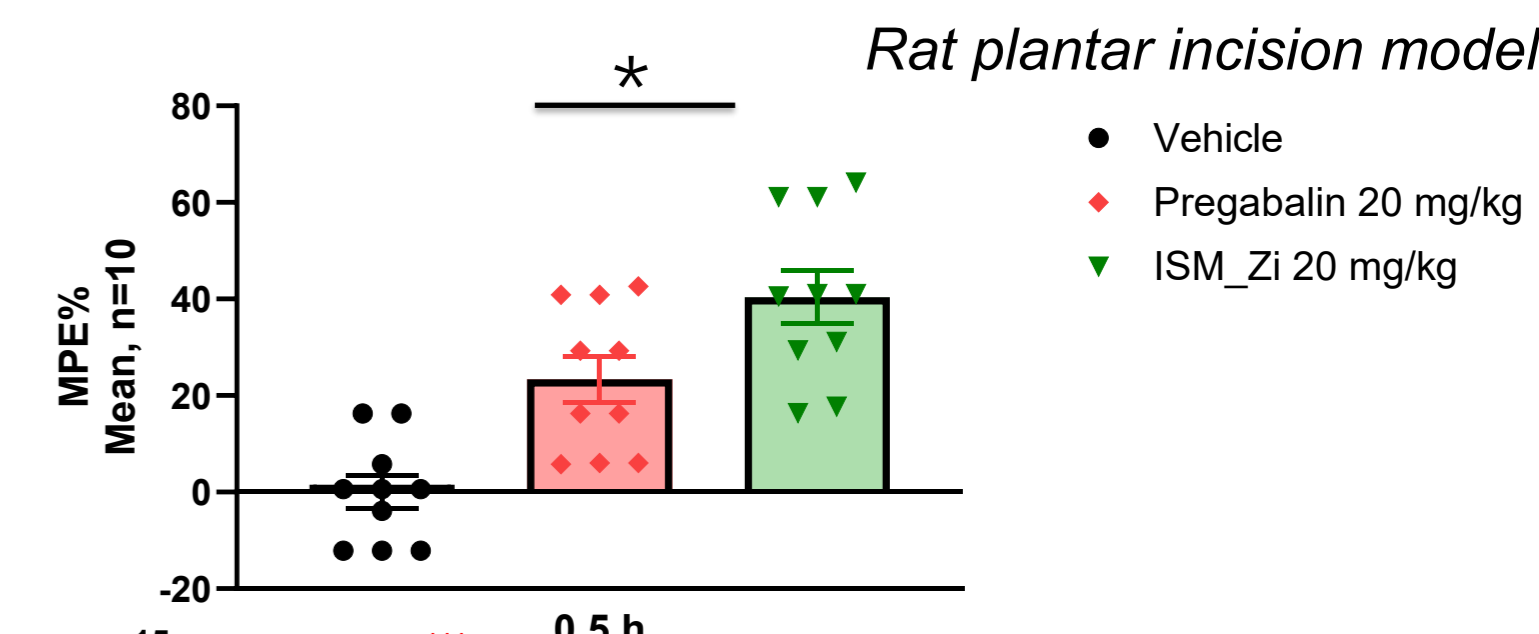 Rat plantar incision model
*
80
60
40
20
0
-20
MPE%
Mean, n=10
Vehicle
Pregabalin 20 mg/kg
ISM_Zi 20 mg/kg
0.5 h